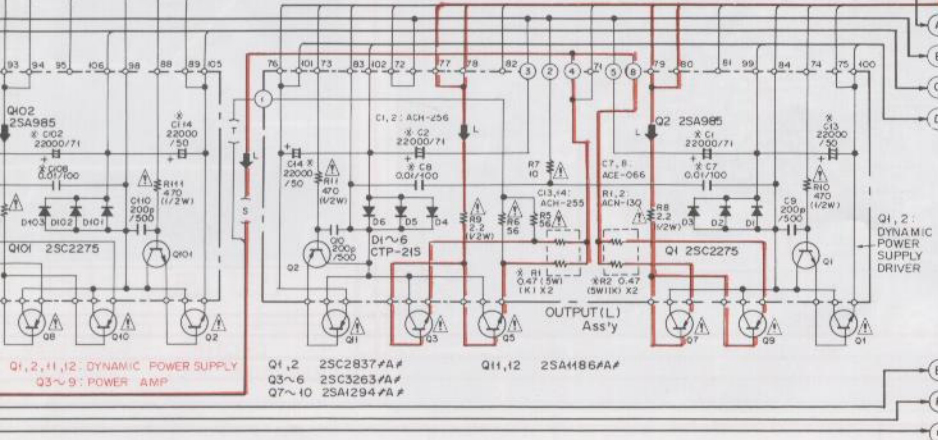 93 94 95 106 98 88 89 105 76 101 73 83 102 72 77 78 82 3 2 4 71 5 8 79 80 81 99 84 74 75 100
Q102
2SA985
※ C102
22000/71
※ C108
0.01/100
※
C114
22000
/50
R111
470
(1/2W)
C110
200p
/500
D103 D102 D101
Q101 2SC2275
Q101
Q8 Q10 Q2
1
T
L
S
C14 ※
22000
/50
R11
470
(1/2W)
C1, 2: ACH-256
※ C2
22000/71
※ C8
0.01/100
L
D6 D5 D4
D1~6
CTP-21S
200p
/500
Q2
R9
2.2
(1/2W)
R6
56
R5
56
R7
10
C13,14:
ACH-255
C7, 8:
ACE-066
R1, 2:
ACN-130
※ R1
0.47 (5W)
(K) X2
※R2 0.47
(5W)(K) X2
OUTPUT(L)
Ass'y
Q2 2SA985
L
※ C1
22000/71
※ C7
0.01/100
R8
2.2
(1/2W)
D3 D2 D1
Q1 2SC2275
C9
200p
/500
※
C13
22000
/50
R10
470
(1/2W)
Q1
Q1, 2:
DYNAMIC
POWER
SUPPLY
DRIVER
Q11 Q3 Q5 Q7 Q9 Q1
Q1,2,11,12: DYNAMIC POWER SUPPLY
Q3~9: POWER AMP
Q1,2 2SC2837*A*
Q3~6 2SC3263*A*
Q7~10 2SA1294*A*
Q11,12 2SA1186*A*